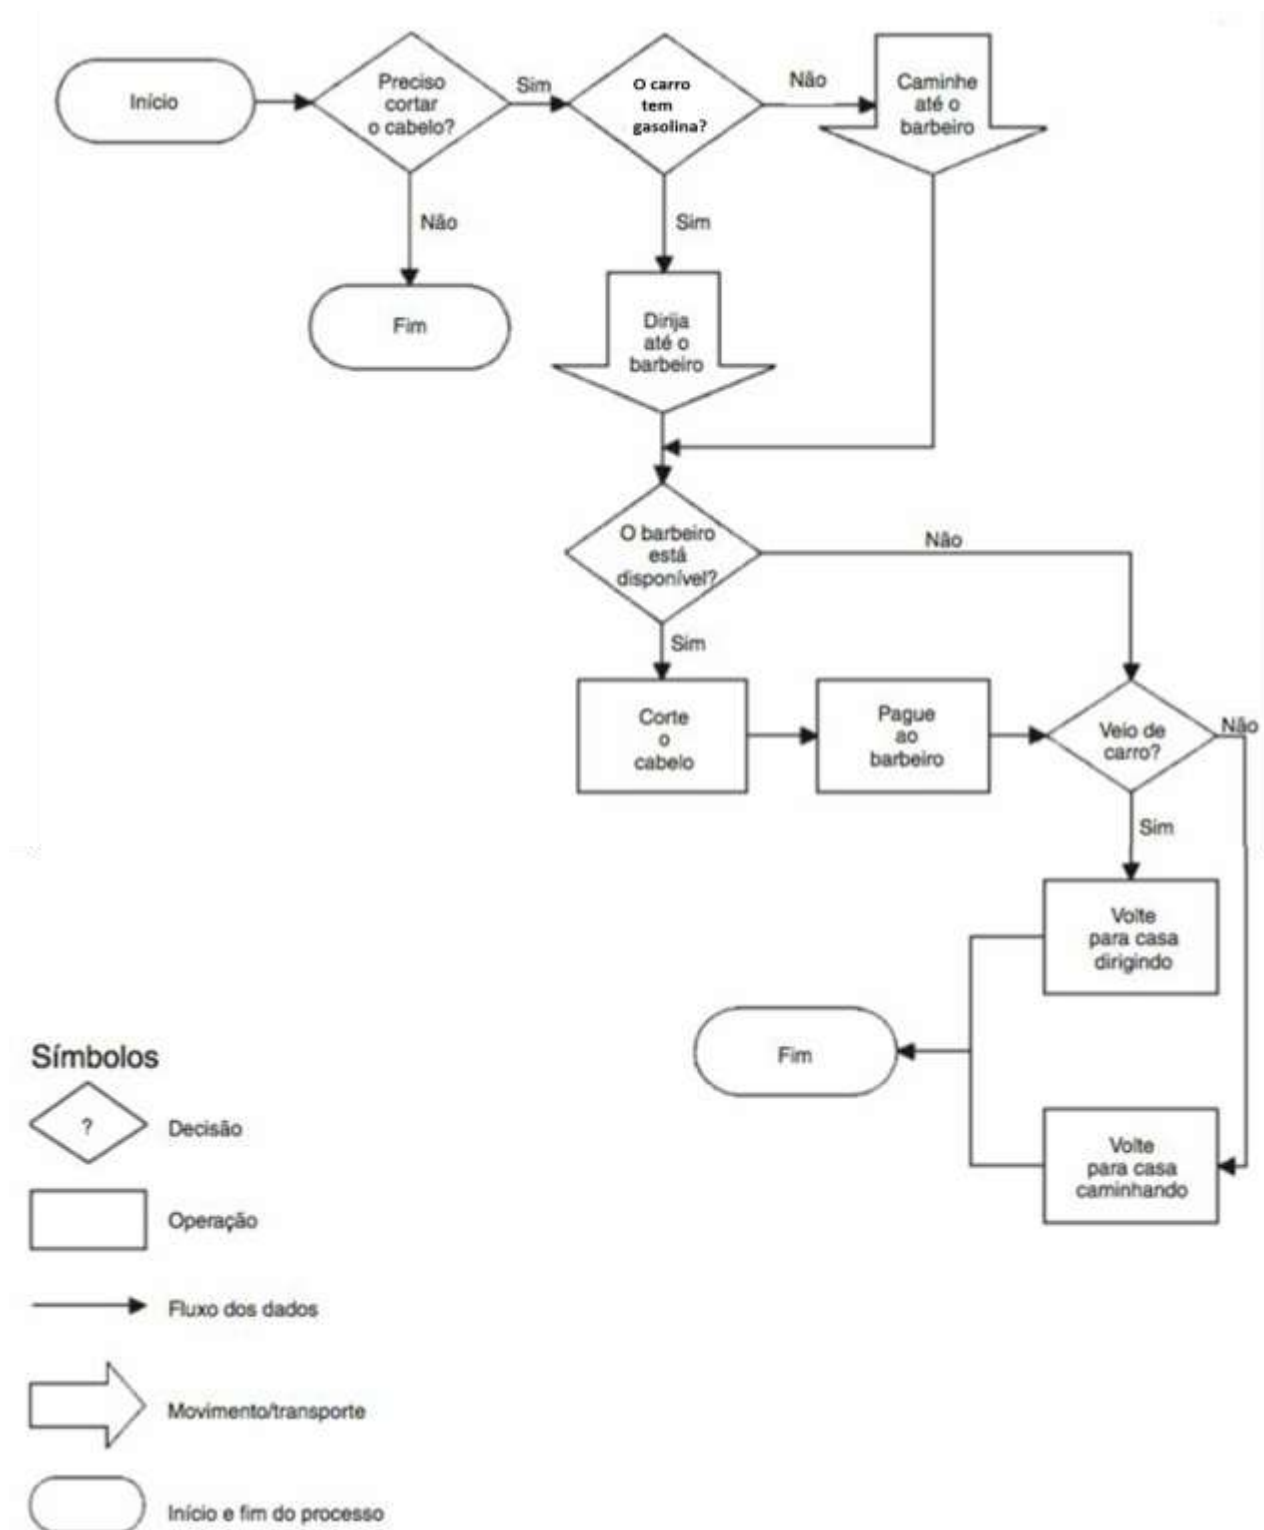 Início
Preciso
cortar
o cabelo?
Sim
O carro
tem
gasolina?
Não
Caminhe
até o
barbeiro
Não
Sim
Fim
Dirija
até o
barbeiro
O barbeiro
está
disponível?
Não
Sim
Corte
o
cabelo
Pague
ao
barbeiro
Veio de
carro?
Não
Sim
Volte
para casa
dirigindo
Fim
Volte
para casa
caminhando
Símbolos
?
Decisão
Operação
Fluxo dos dados
Movimento/transporte
Início e fim do processo